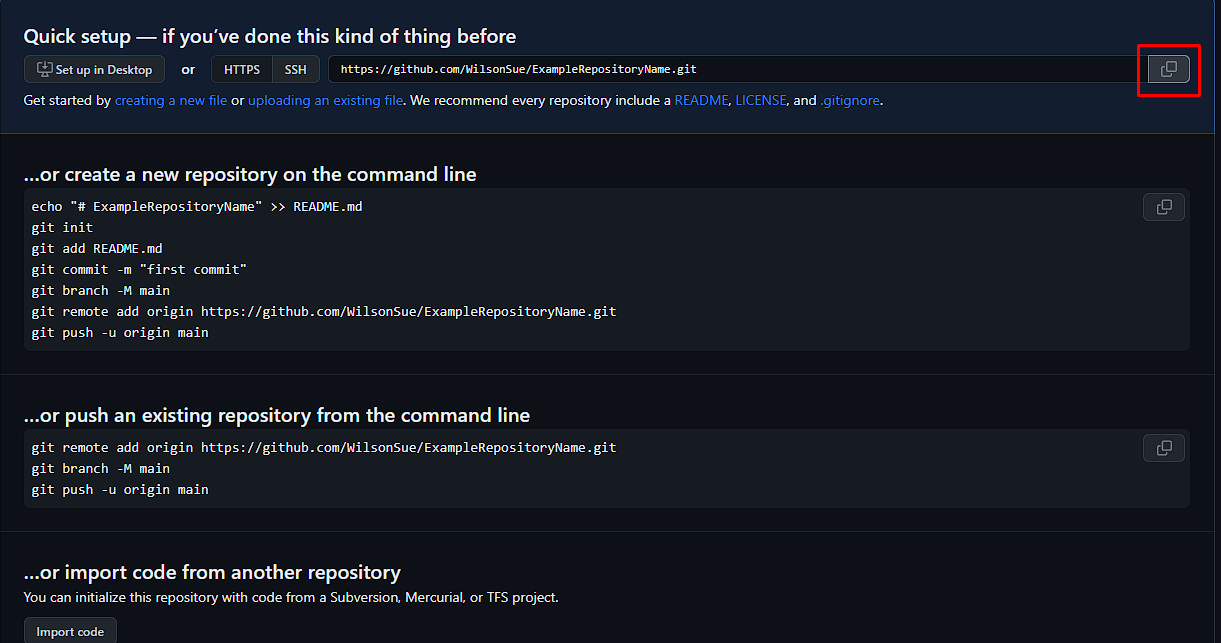 Quick setup — if you’ve done this kind of thing before
Set up in Desktop or HTTPS SSH https://github.com/WilsonSue/ExampleRepositoryName.git
Get started by creating a new file or uploading an existing file. We recommend every repository include a README, LICENSE, and .gitignore.
…or create a new repository on the command line
echo "# ExampleRepositoryName" >> README.md
git init
git add README.md
git commit -m "first commit"
git branch -M main
git remote add origin https://github.com/WilsonSue/ExampleRepositoryName.git
git push -u origin main
…or push an existing repository from the command line
git remote add origin https://github.com/WilsonSue/ExampleRepositoryName.git
git branch -M main
git push -u origin main
…or import code from another repository
You can initialize this repository with code from a Subversion, Mercurial, or TFS project.
Import code